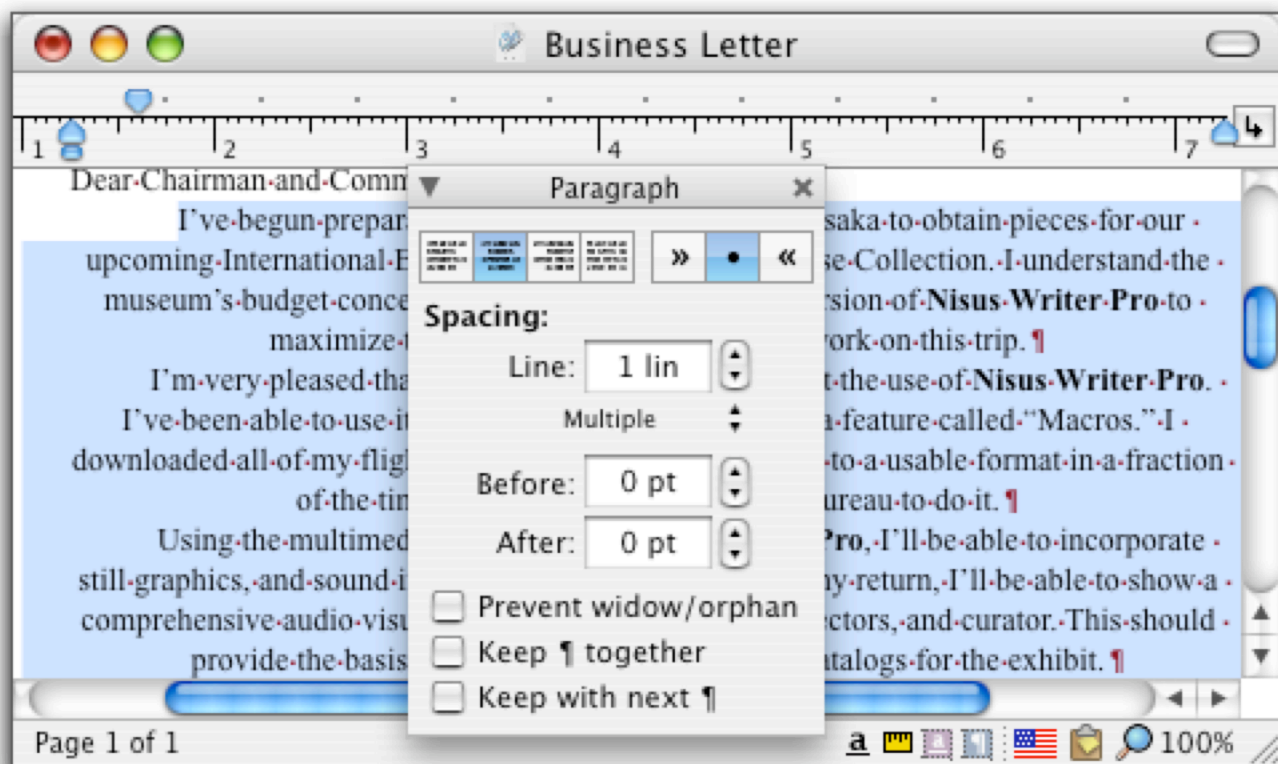 Business Letter
1 2 3 4 5 6 7
Dear·Chairman·and·Comm
I’ve·begun·prepar saka·to·obtain·pieces·for·our·
upcoming·International·E se·Collection.·I·understand·the·
museum’s·budget·conce rsion·of·Nisus·Writer·Pro·to·
maximize·t ork·on·this·trip.¶
I’m·very·pleased·tha t·the·use·of·Nisus·Writer·Pro.·
I’ve·been·able·to·use·it a·feature·called·“Macros.”·I·
downloaded·all·of·my·flig to·a·usable·format·in·a·fraction·
of·the·tim ureau·to·do·it.¶
Using·the·multimed Pro,·I’ll·be·able·to·incorporate·
still·graphics,·and·sound·i ny·return,·I’ll·be·able·to·show·a·
comprehensive·audio·visu ectors,·and·curator.·This·should·
provide·the·basis atalogs·for·the·exhibit.¶
Paragraph
» • «
Spacing:
Line: 1 lin
Multiple
Before: 0 pt
After: 0 pt
Prevent widow/orphan
Keep ¶ together
Keep with next ¶
Page 1 of 1
a a ¶ 100%